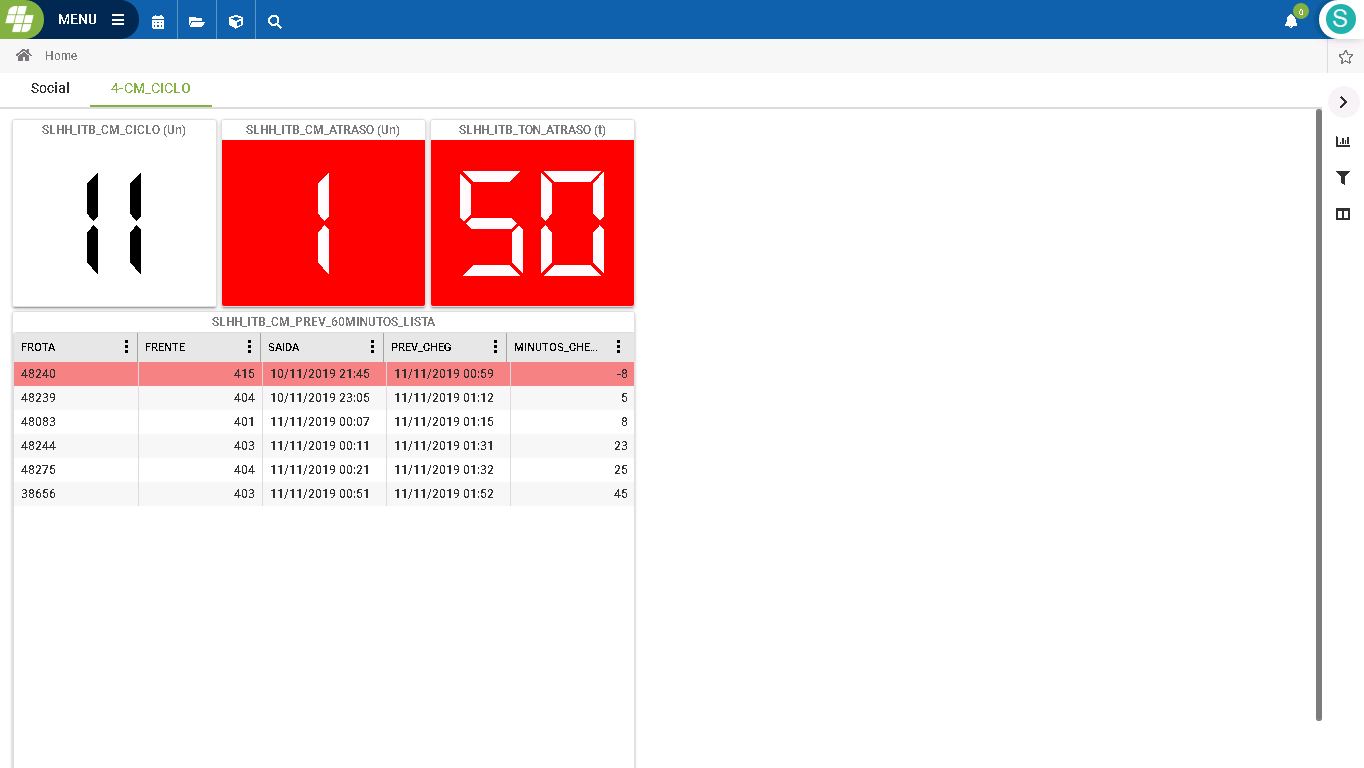 MENU
0
S
Home
Social 4-CM_CICLO
SLHH_ITB_CM_CICLO (Un) SLHH_ITB_CM_ATRASO (Un) SLHH_ITB_TON_ATRASO (t)
11 1 50
SLHH_ITB_CM_PREV_60MINUTOS_LISTA
FROTA FRENTE SAIDA PREV_CHEG MINUTOS_CHE...
48240 415 10/11/2019 21:45 11/11/2019 00:59 -8
48239 404 10/11/2019 23:05 11/11/2019 01:12 5
48083 401 11/11/2019 00:07 11/11/2019 01:15 8
48244 403 11/11/2019 00:11 11/11/2019 01:31 23
48275 404 11/11/2019 00:21 11/11/2019 01:32 25
38656 403 11/11/2019 00:51 11/11/2019 01:52 45